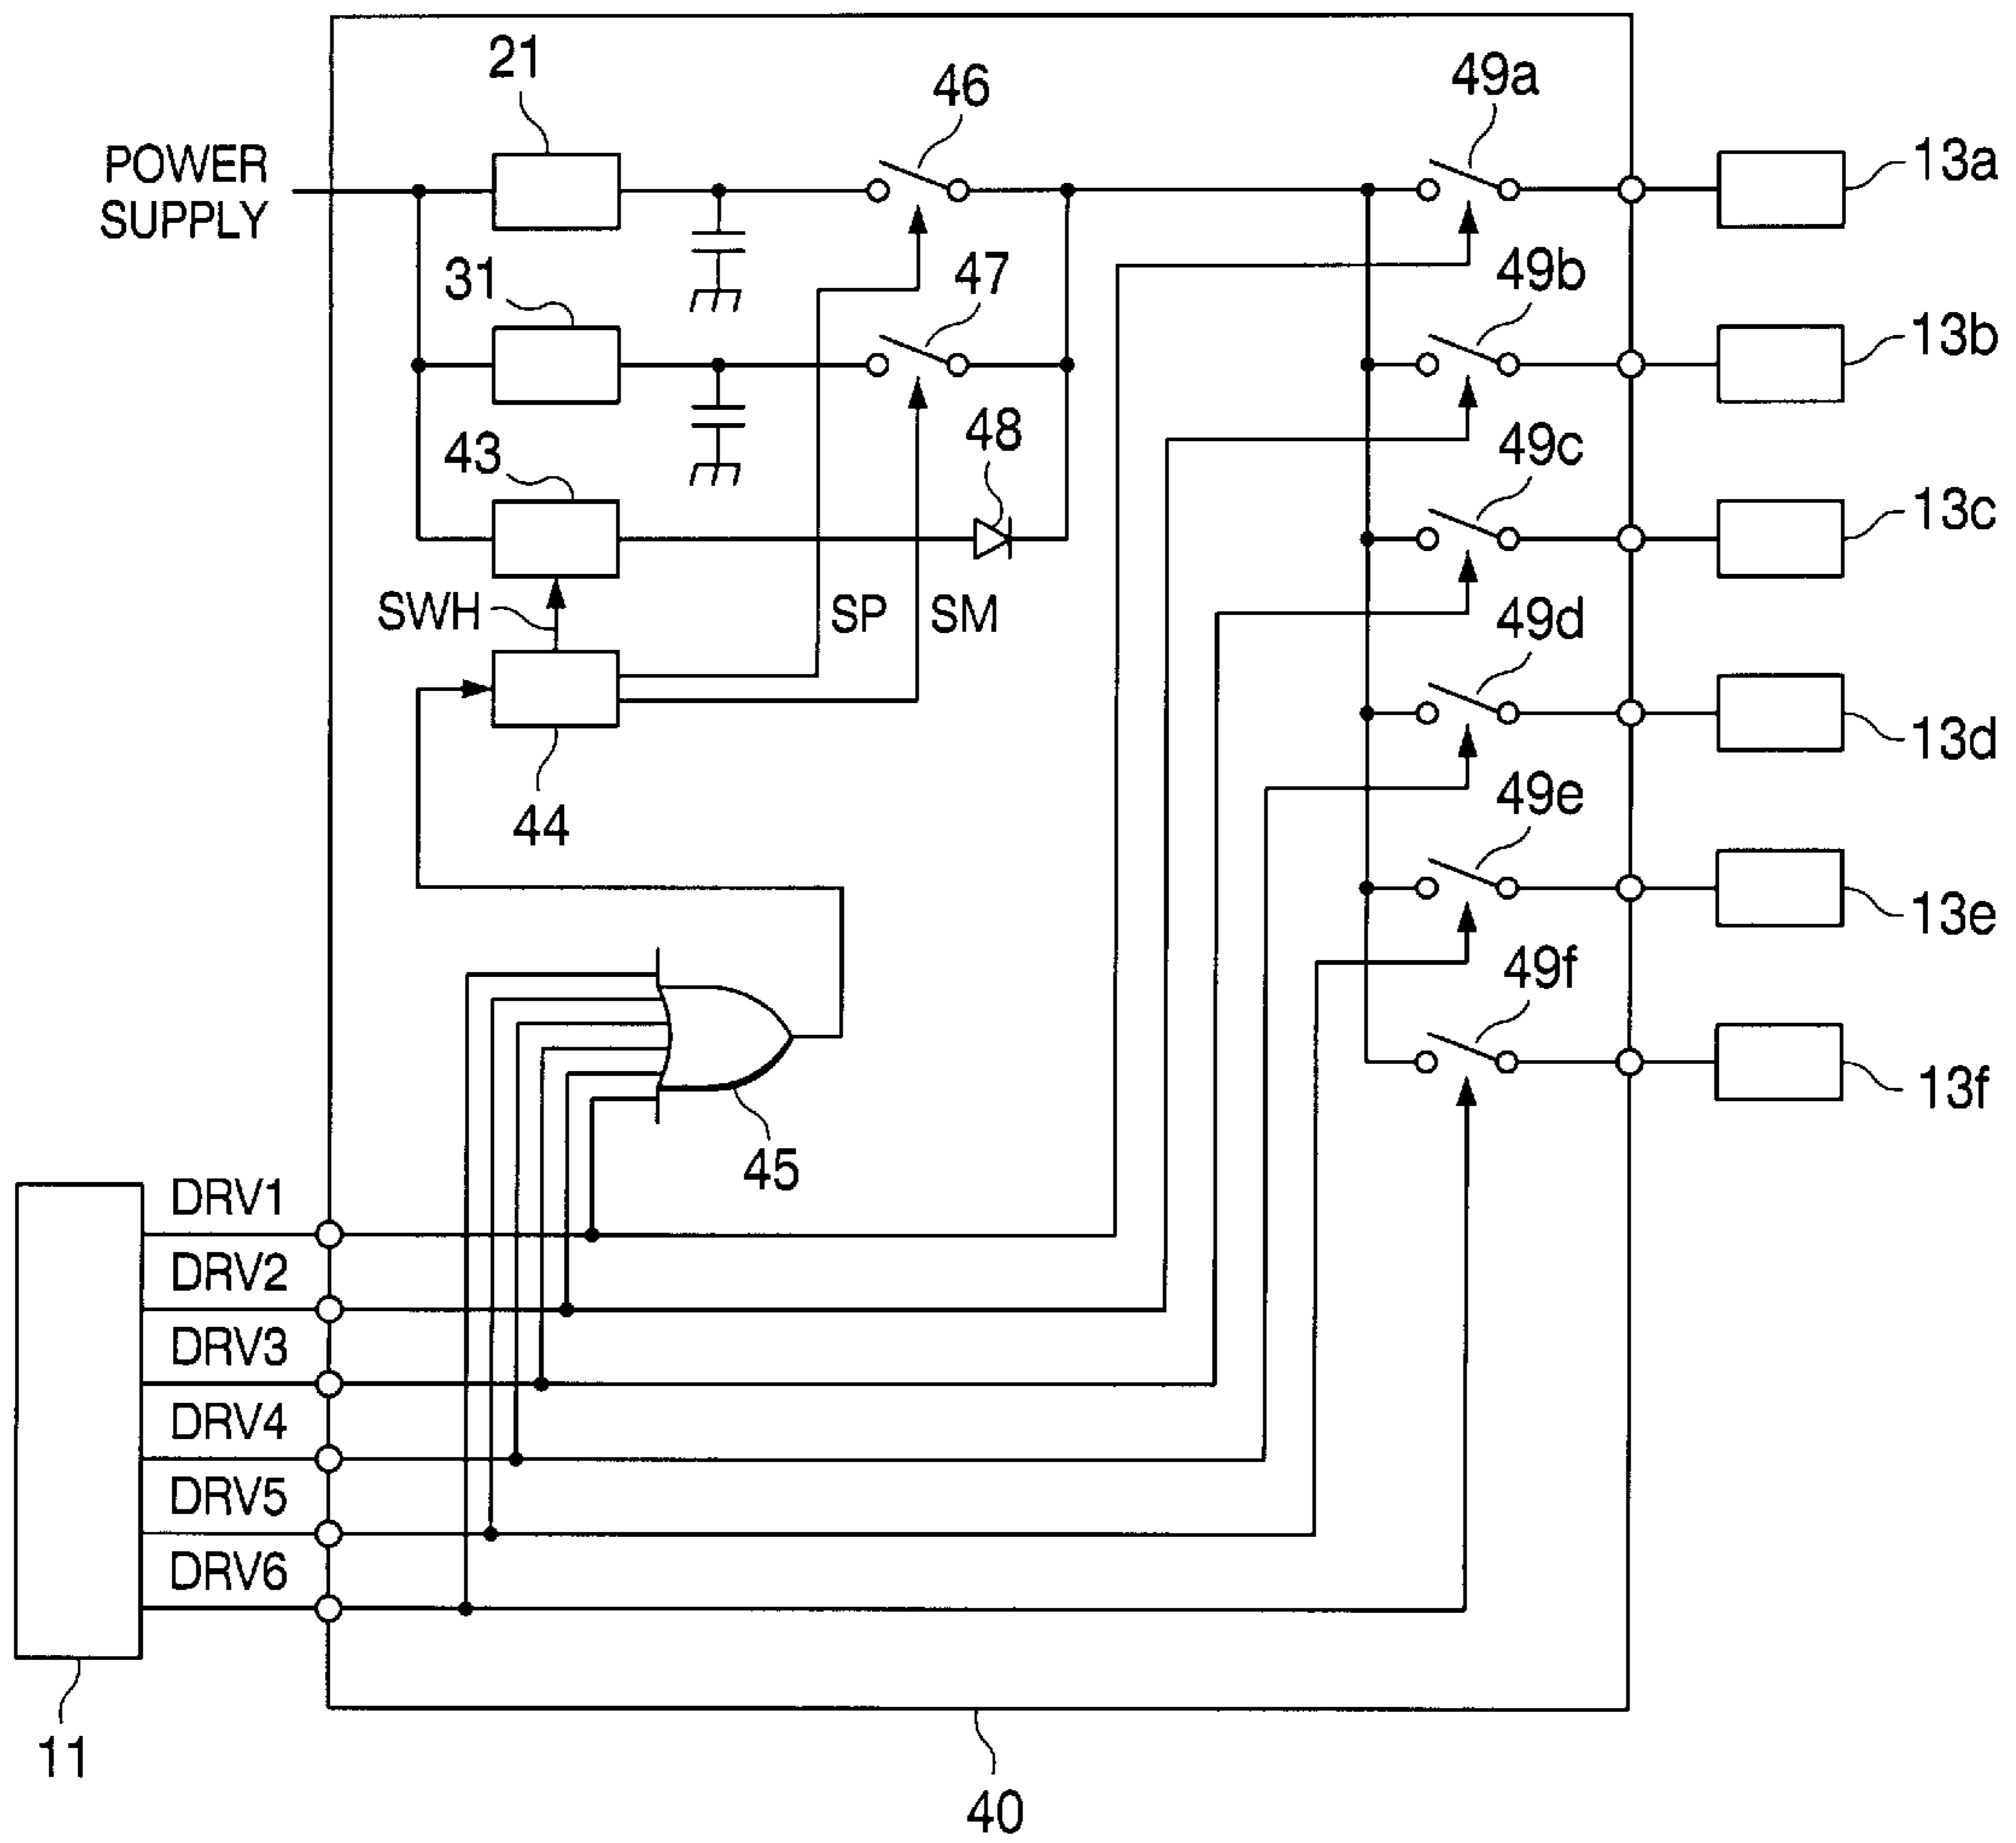 21
46
49a
13a
POWER
SUPPLY
31
47
49b
13b
43
48
49c
13c
SWH
SP
SM
49d
13d
44
49e
13e
49f
13f
45
DRV1
DRV2
DRV3
DRV4
DRV5
DRV6
11
40